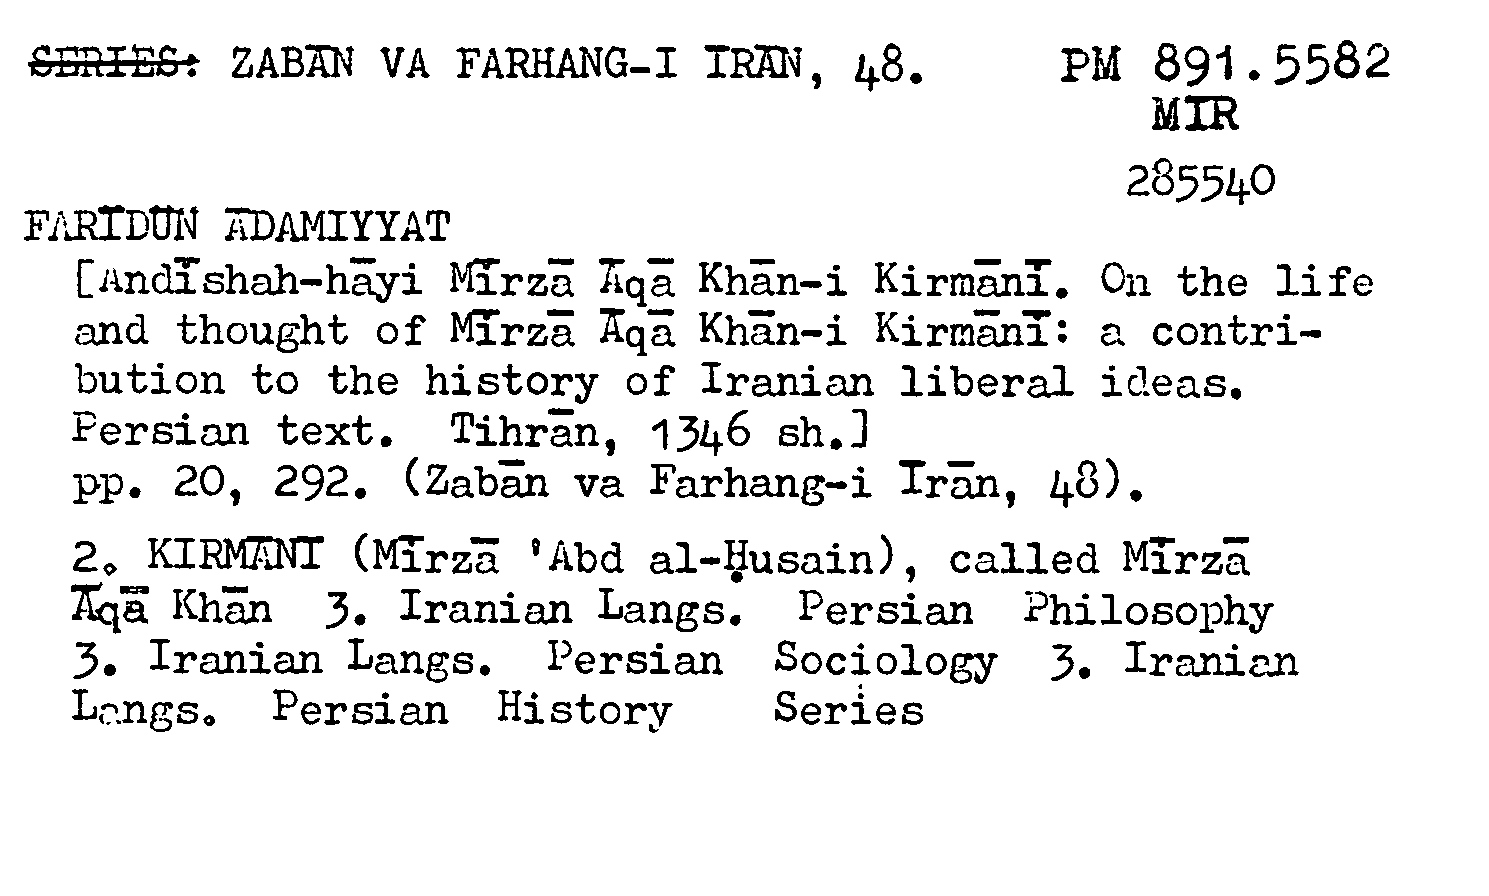 SERIES: ZABĀN VA FARHANG-I ĪRĀN, 48. PM 891.5582
MIR
285540
FARĪDŪN ĀDAMIYYAT
[Andīshah-hāyi Mīrzā Āqā Khān-i Kirmānī. On the life
and thought of Mīrzā Āqā Khān-i Kirmānī: a contri-
bution to the history of Iranian liberal ideas.
Persian text. Tihrān, 1346 sh.]
pp. 20, 292. (Zabān va Farhang-i Īrān, 48).
2. KIRMĀNĪ (Mīrzā 'Abd al-Ḥusain), called Mīrzā
Āqā Khān 3. Iranian Langs. Persian Philosophy
3. Iranian Langs. Persian Sociology 3. Iranian
Langs. Persian History Series